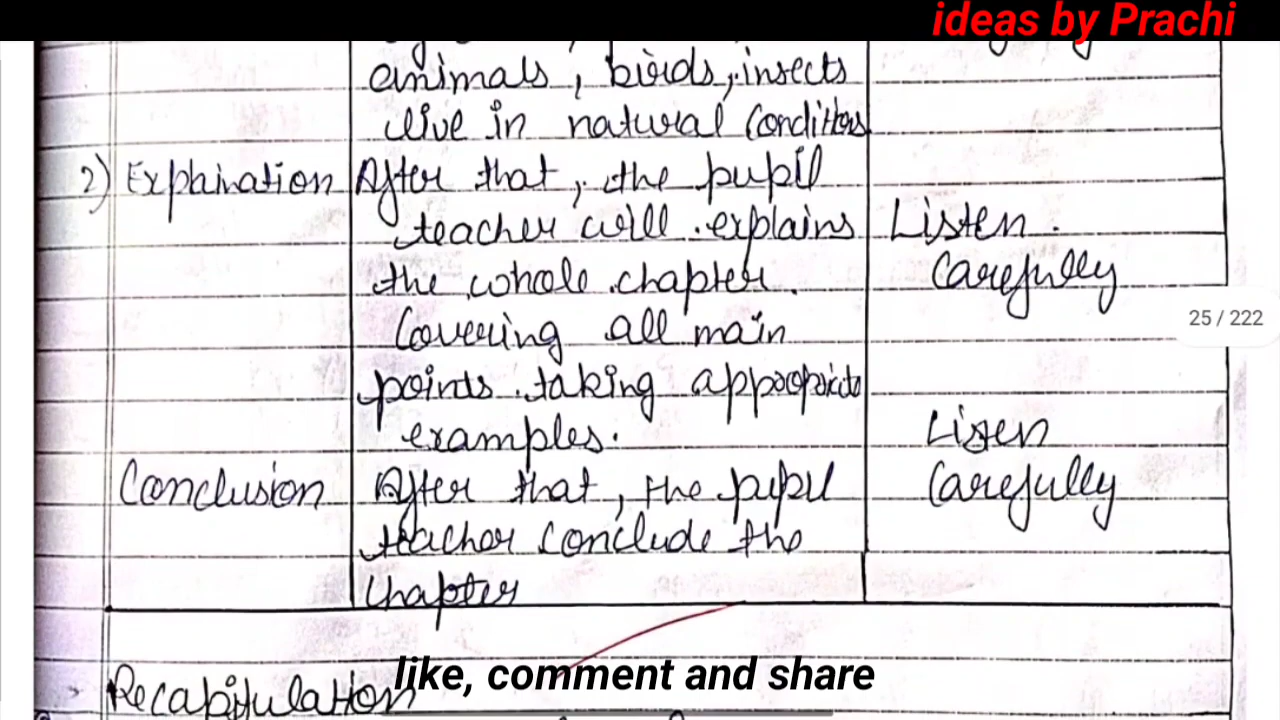 ideas by Prachi
animals, birds, insects
live in natural Conditions
2) Explaination After that, the pupil
teacher will explains Listen.
the whole chapter. Carefully
Covering all main
25 / 222
points taking
examples. Listen
Conclusion After that, the pupil Carefully
teacher conclude the
Chapter
like, comment and share
Recapitulation